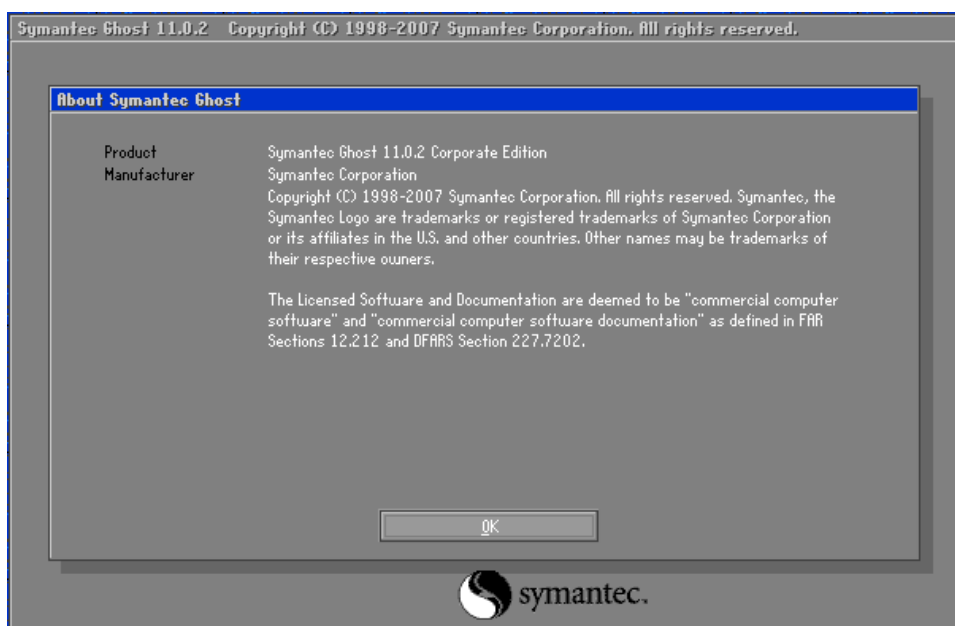 Symantec Ghost 11.0.2 Copyright (C) 1998-2007 Symantec Corporation. All rights reserved.
About Symantec Ghost
Product Symantec Ghost 11.0.2 Corporate Edition
Manufacturer Symantec Corporation
Copyright (C) 1998-2007 Symantec Corporation. All rights reserved. Symantec, the
Symantec Logo are trademarks or registered trademarks of Symantec Corporation
or its affiliates in the U.S. and other countries. Other names may be trademarks of
their respective owners.
The Licensed Software and Documentation are deemed to be "commercial computer
software" and "commercial computer software documentation" as defined in FAR
Sections 12.212 and DFARS Section 227.7202.
OK
symantec.